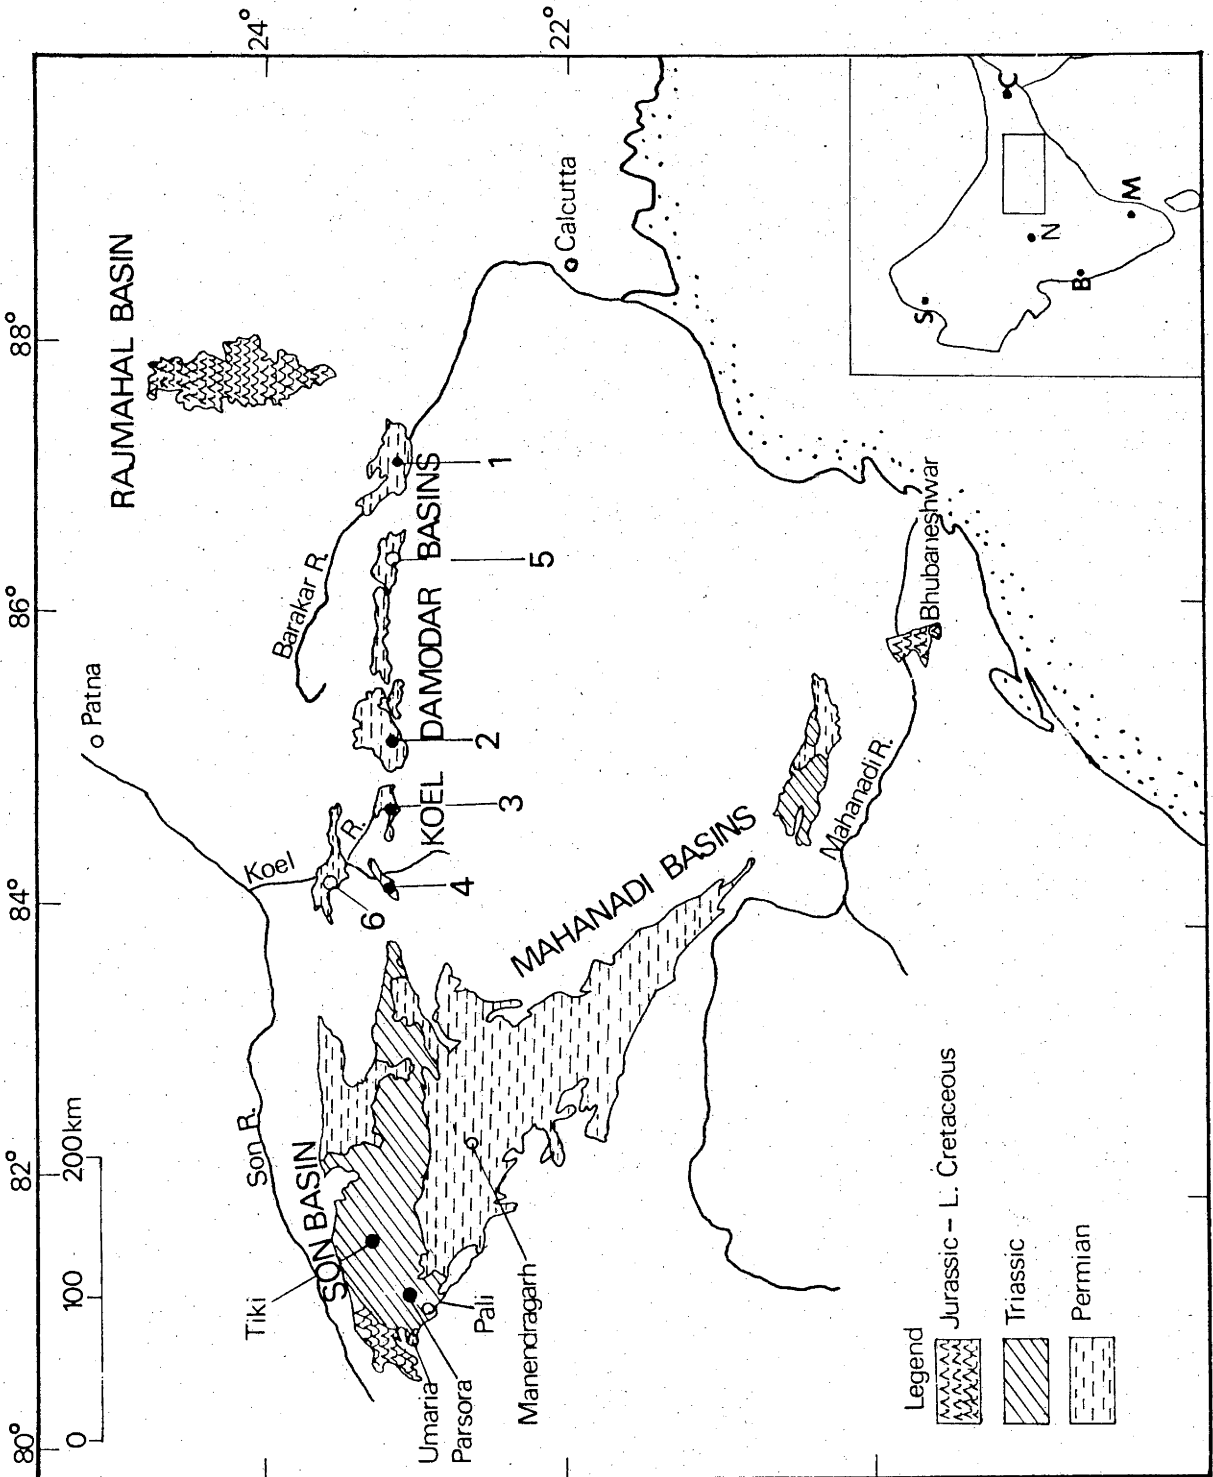 80°
82°
84°
86°
88°
24°
22°
0 100 200km
Patna
RAJMAHAL BASIN
Son R.
Koel
R.
Barakar R.
Tiki
SON BASIN
6
4
3
2
5
1
KOEL DAMODAR BASINS
Calcutta
Umaria
Parsora
Pali
Manendragarh
MAHANADI BASINS
Mahanadi R.
Bhubaneshwar
Legend
Jurassic – L. Cretaceous
Triassic
Permian
S
N
B
M
C